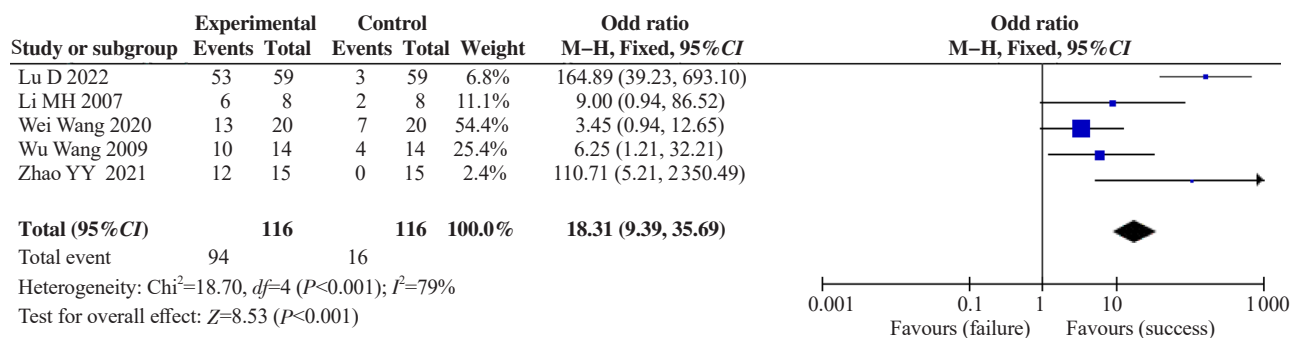 Experimental Control Odd ratio Odd ratio
Study or subgroup Events Total Events Total Weight M−H, Fixed, 95%CI M−H, Fixed, 95%CI
Lu D 2022 53 59 3 59 6.8% 164.89 (39.23, 693.10)
Li MH 2007 6 8 2 8 11.1% 9.00 (0.94, 86.52)
Wei Wang 2020 13 20 7 20 54.4% 3.45 (0.94, 12.65)
Wu Wang 2009 10 14 4 14 25.4% 6.25 (1.21, 32.21)
Zhao YY 2021 12 15 0 15 2.4% 110.71 (5.21, 2 350.49)
Total (95%CI) 116 116 100.0% 18.31 (9.39, 35.69)
Total event 94 16
Heterogeneity: Chi²=18.70, df=4 (P<0.001); I²=79%
Test for overall effect: Z=8.53 (P<0.001)
0.001 0.1 1 10 1 000
Favours (failure) Favours (success)